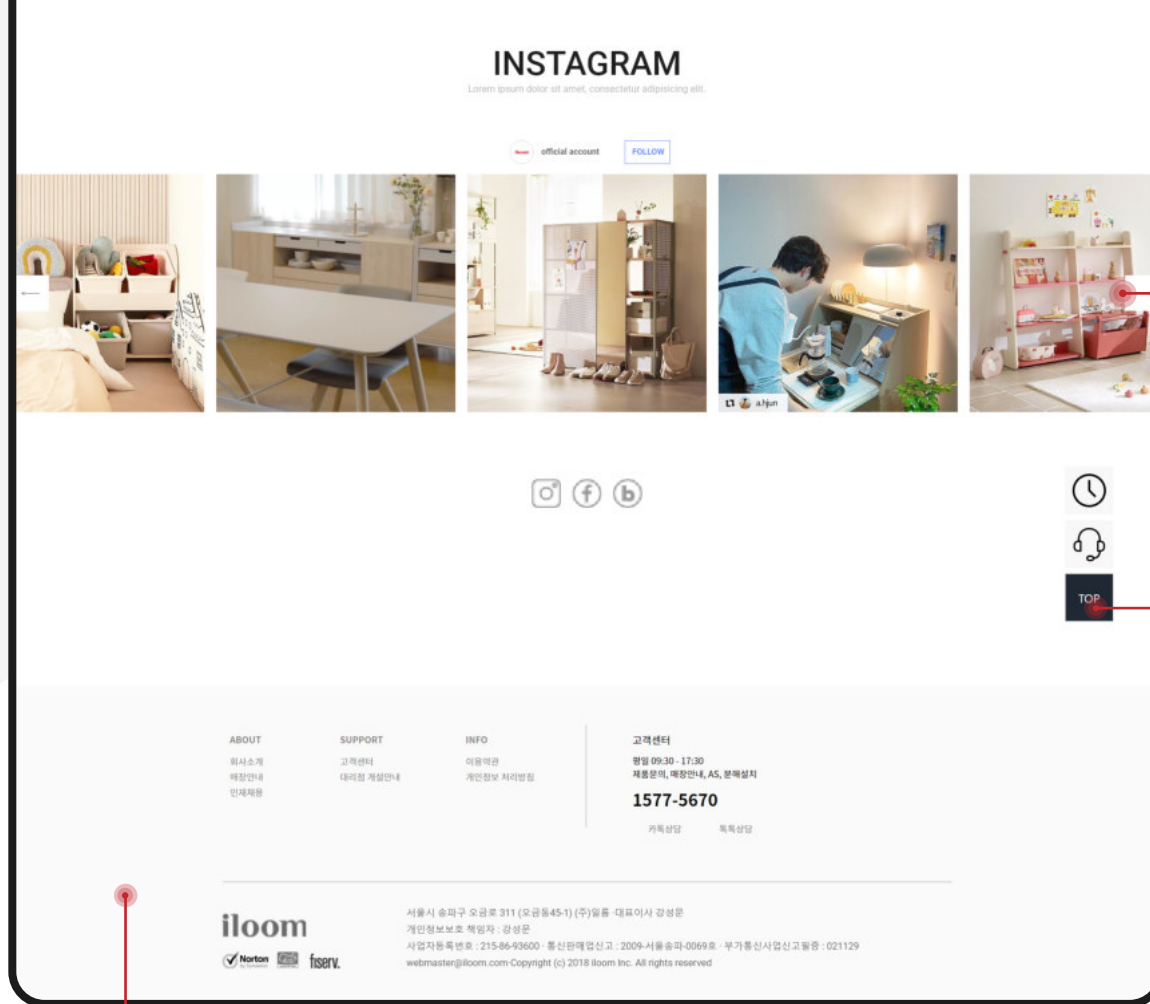 INSTAGRAM
Lorem ipsum dolor sit amet, consectetur adipisicing elit.
official account
FOLLOW
a.hjun
TOP
ABOUT
회사소개
매장안내
인재채용
SUPPORT
고객센터
대리점 개설안내
INFO
이용약관
개인정보 처리방침
고객센터
평일 09:30 - 17:30
제품문의, 매장안내, AS, 분해설치
1577-5670
카톡상담 톡톡상담
iloom
Norton
fiserv.
서울시 송파구 오금로 311 (오금동45-1) (주)일룸 ·대표이사 강성문
개인정보보호 책임자 : 강성문
사업자등록번호 : 215-86-93600 · 통신판매업신고 : 2009-서울송파-0069호 · 부가통신사업신고필증 : 021129
webmaster@iloom.com·Copyright (c) 2018 iloom Inc. All rights reserved